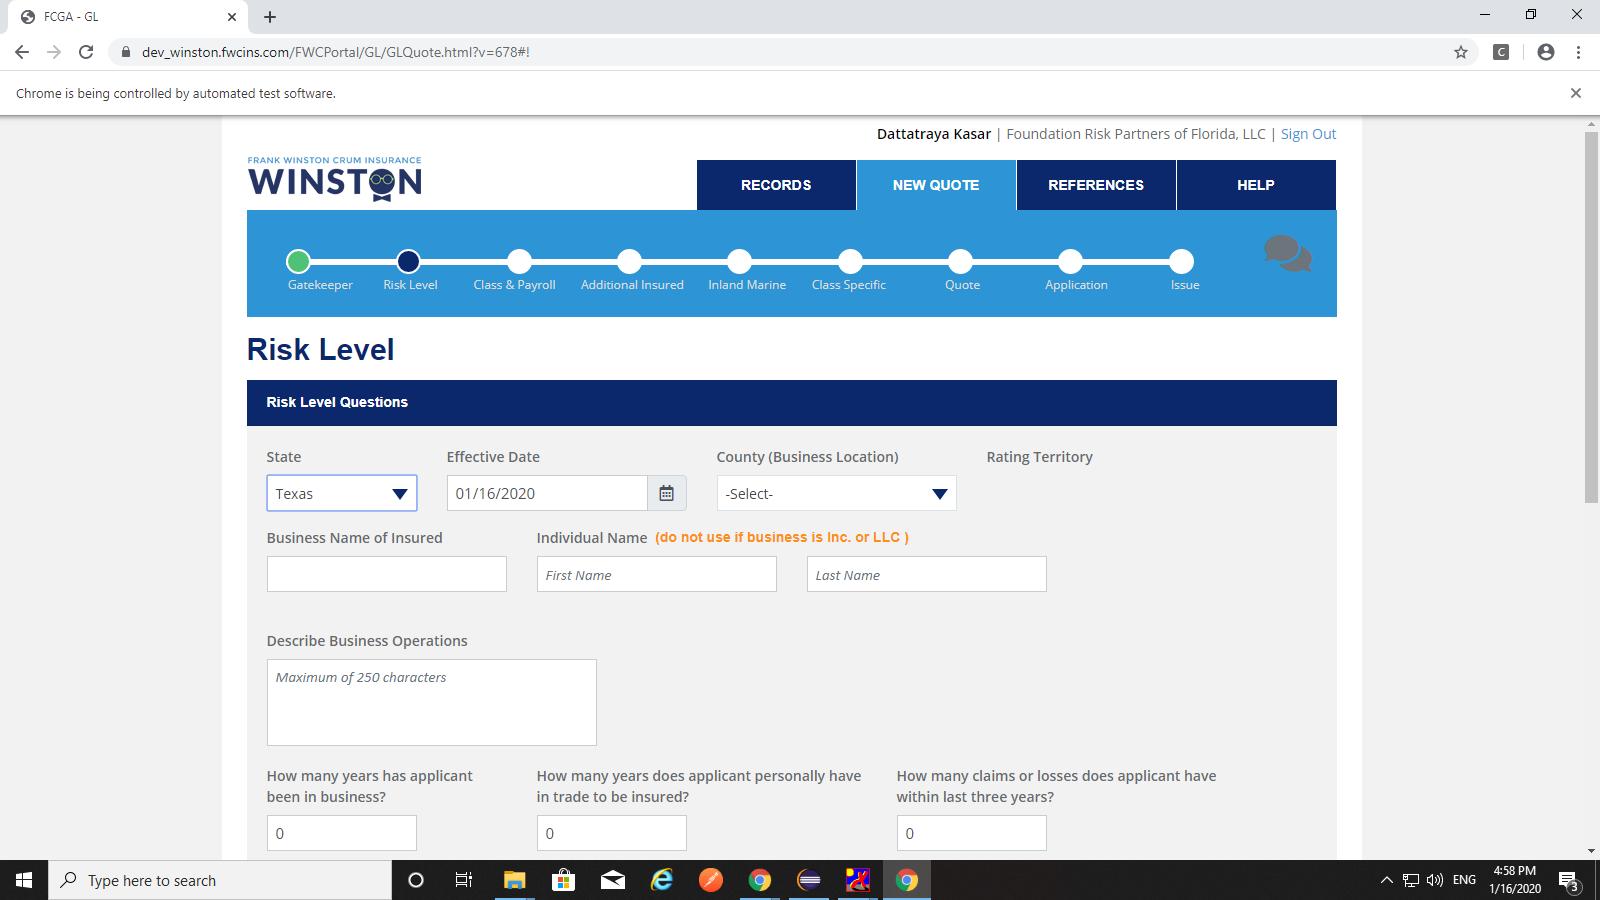 FCGA - GL
dev_winston.fwcins.com/FWCPortal/GL/GLQuote.html?v=678#!
C
Chrome is being controlled by automated test software.
Dattatraya Kasar | Foundation Risk Partners of Florida, LLC | Sign Out
FRANK WINSTON CRUM INSURANCE
WINSTON
RECORDS NEW QUOTE REFERENCES HELP
Gatekeeper Risk Level Class & Payroll Additional Insured Inland Marine Class Specific Quote Application Issue
Risk Level
Risk Level Questions
State Effective Date County (Business Location) Rating Territory
Texas 01/16/2020 -Select-
Business Name of Insured Individual Name (do not use if business is Inc. or LLC )
First Name Last Name
Describe Business Operations
Maximum of 250 characters
How many years has applicant How many years does applicant personally have How many claims or losses does applicant have
been in business? in trade to be insured? within last three years?
0 0 0
Type here to search
ENG
4:58 PM
1/16/2020
3